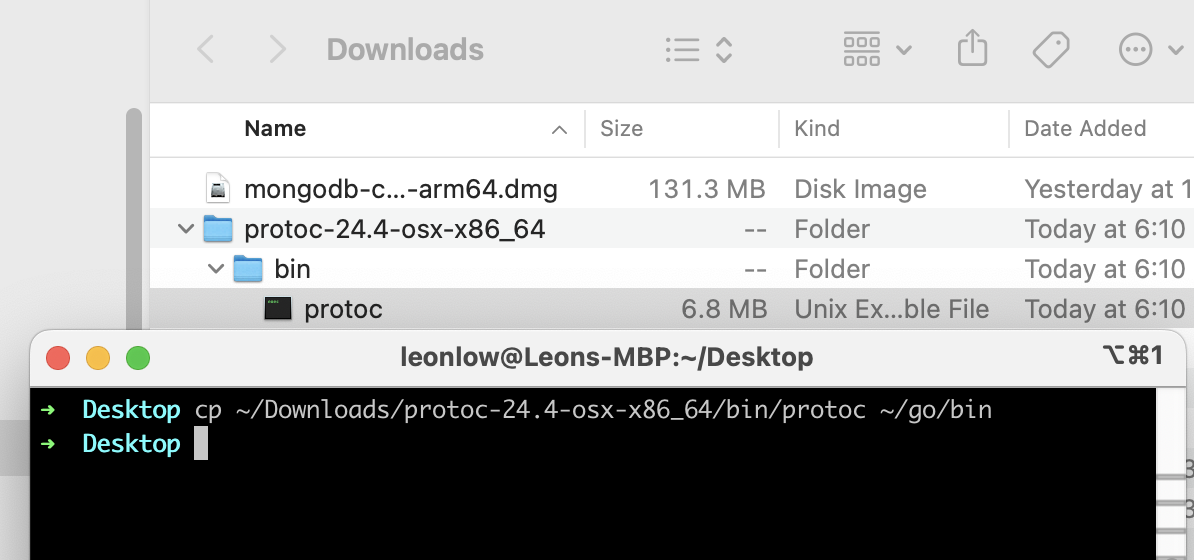 Downloads
Name Size Kind Date Added
mongodb-c...-arm64.dmg 131.3 MB Disk Image Yesterday at 1
protoc-24.4-osx-x86_64 -- Folder Today at 6:10
bin -- Folder Today at 6:10
protoc 6.8 MB Unix Ex...ble File Today at 6:10
leonlow@Leons-MBP:~/Desktop ⌥⌘1
➜ Desktop cp ~/Downloads/protoc-24.4-osx-x86_64/bin/protoc ~/go/bin
➜ Desktop